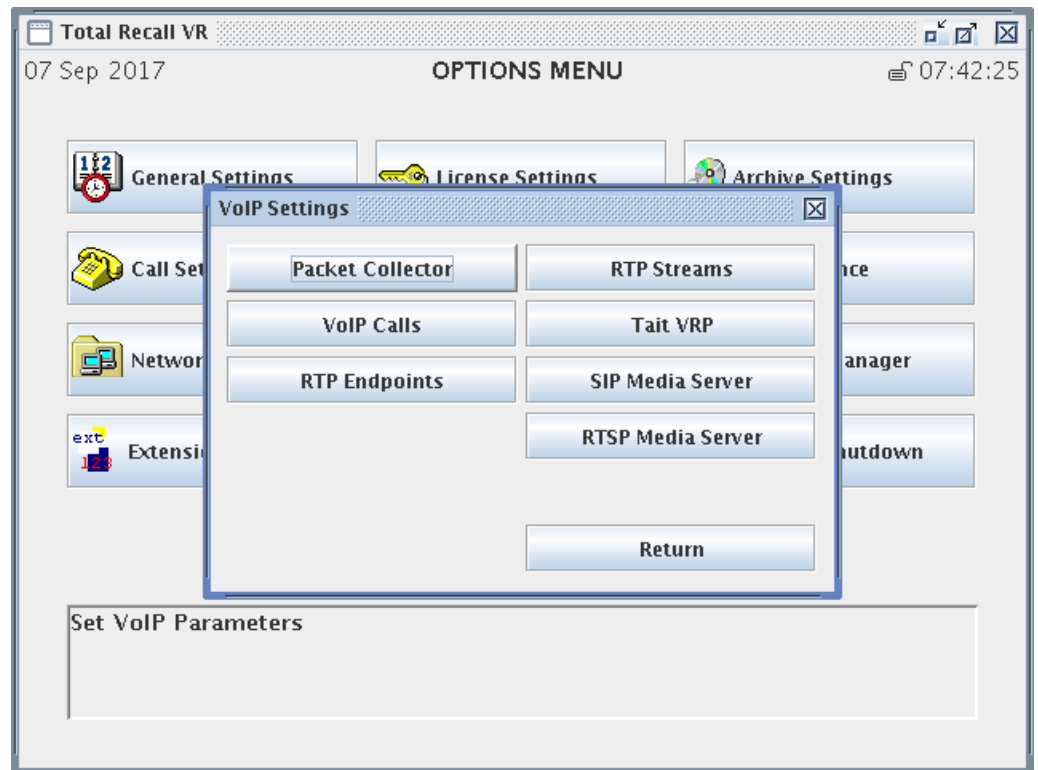 Total Recall VR
07 Sep 2017 OPTIONS MENU 07:42:25
General Settings License Settings Archive Settings
VoIP Settings
Call Set
Packet Collector RTP Streams
nce
VoIP Calls Tait VRP
Networ
RTP Endpoints SIP Media Server
anager
ext
123
Extensi
RTSP Media Server
utdown
Return
Set VoIP Parameters